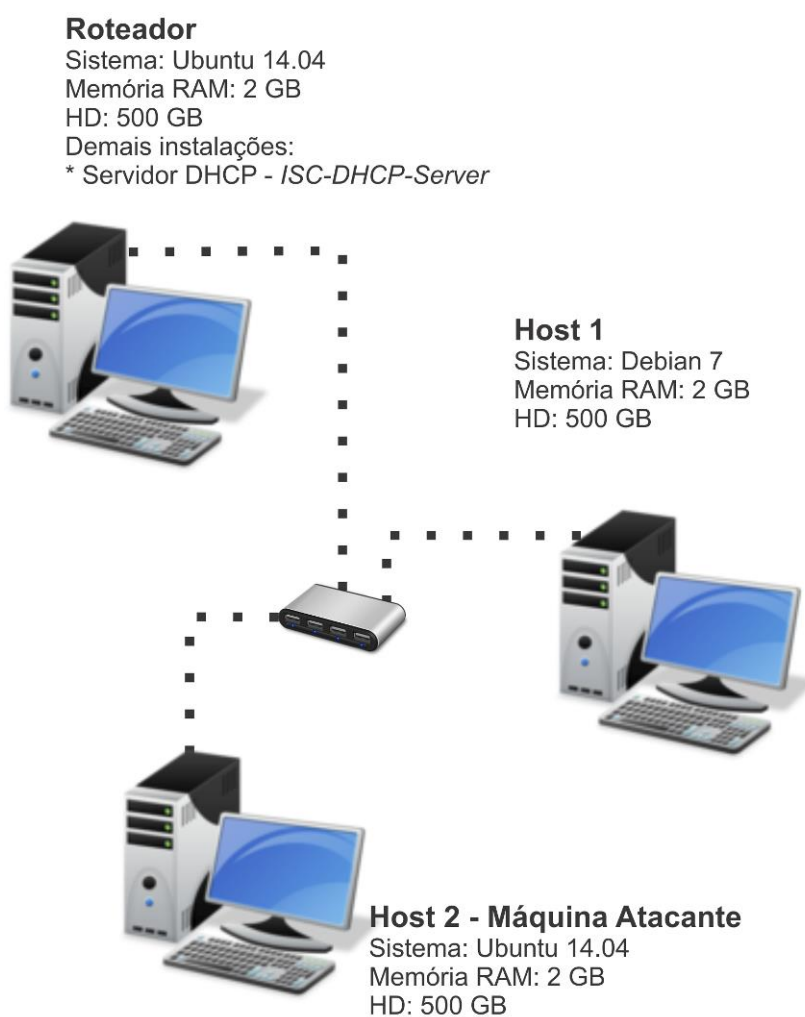 Roteador
Sistema: Ubuntu 14.04
Memória RAM: 2 GB
HD: 500 GB
Demais instalações:
* Servidor DHCP - ISC-DHCP-Server
Host 1
Sistema: Debian 7
Memória RAM: 2 GB
HD: 500 GB
Host 2 - Máquina Atacante
Sistema: Ubuntu 14.04
Memória RAM: 2 GB
HD: 500 GB